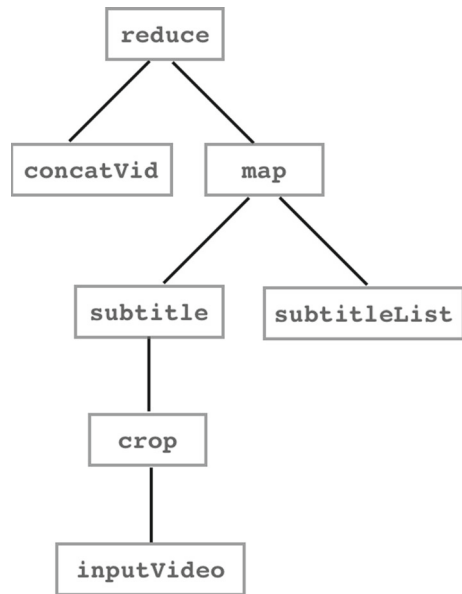 reduce
concatVid
map
subtitle
subtitleList
crop
inputVideo